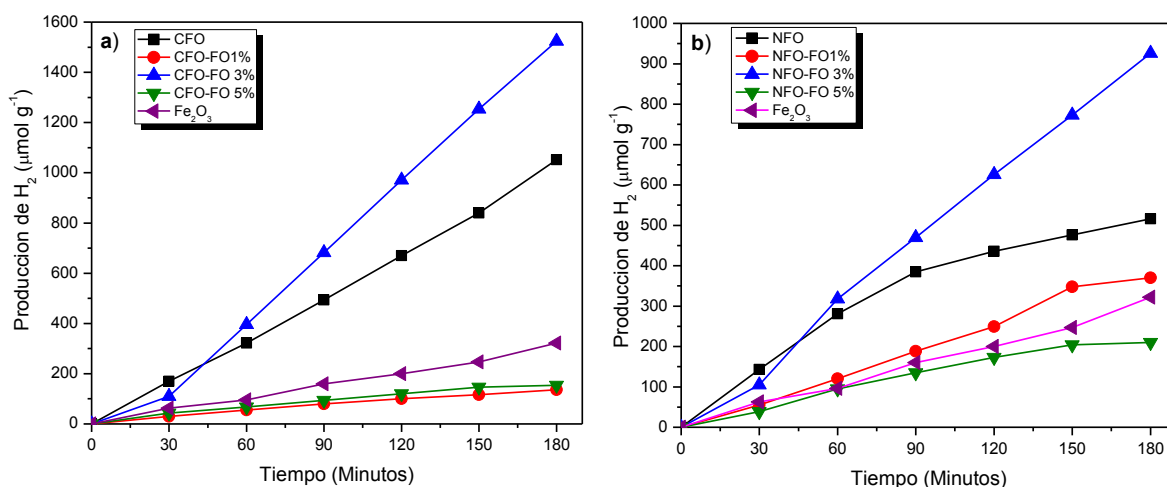 a)
CFO
CFO-FO1%
CFO-FO 3%
CFO-FO 5%
Fe₂O₃
Produccion de H₂ (μmol g⁻¹)
1600
1400
1200
1000
800
600
400
200
0
0 30 60 90 120 150 180
Tiempo (Minutos)
b)
NFO
NFO-FO1%
NFO-FO 3%
NFO-FO 5%
Fe₂O₃
Produccion de H₂ (μmol g⁻¹)
1000
900
800
700
600
500
400
300
200
100
0
0 30 60 90 120 150 180
Tiempo (Minutos)